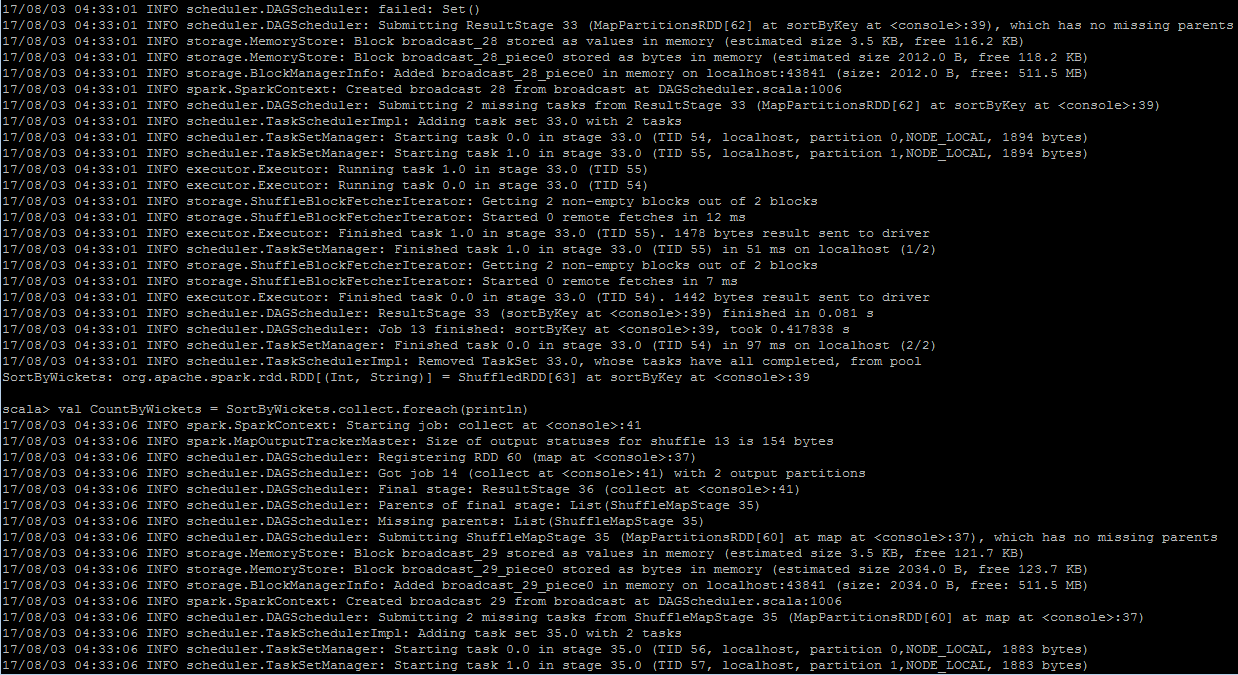 17/08/03 04:33:01 INFO scheduler.DAGScheduler: failed: Set()
17/08/03 04:33:01 INFO scheduler.DAGScheduler: Submitting ResultStage 33 (MapPartitionsRDD[62] at sortByKey at <console>:39), which has no missing parents
17/08/03 04:33:01 INFO storage.MemoryStore: Block broadcast_28 stored as values in memory (estimated size 3.5 KB, free 116.2 KB)
17/08/03 04:33:01 INFO storage.MemoryStore: Block broadcast_28_piece0 stored as bytes in memory (estimated size 2012.0 B, free 118.2 KB)
17/08/03 04:33:01 INFO storage.BlockManagerInfo: Added broadcast_28_piece0 in memory on localhost:43841 (size: 2012.0 B, free: 511.5 MB)
17/08/03 04:33:01 INFO spark.SparkContext: Created broadcast 28 from broadcast at DAGScheduler.scala:1006
17/08/03 04:33:01 INFO scheduler.DAGScheduler: Submitting 2 missing tasks from ResultStage 33 (MapPartitionsRDD[62] at sortByKey at <console>:39)
17/08/03 04:33:01 INFO scheduler.TaskSchedulerImpl: Adding task set 33.0 with 2 tasks
17/08/03 04:33:01 INFO scheduler.TaskSetManager: Starting task 0.0 in stage 33.0 (TID 54, localhost, partition 0,NODE_LOCAL, 1894 bytes)
17/08/03 04:33:01 INFO scheduler.TaskSetManager: Starting task 1.0 in stage 33.0 (TID 55, localhost, partition 1,NODE_LOCAL, 1894 bytes)
17/08/03 04:33:01 INFO executor.Executor: Running task 1.0 in stage 33.0 (TID 55)
17/08/03 04:33:01 INFO executor.Executor: Running task 0.0 in stage 33.0 (TID 54)
17/08/03 04:33:01 INFO storage.ShuffleBlockFetcherIterator: Getting 2 non-empty blocks out of 2 blocks
17/08/03 04:33:01 INFO storage.ShuffleBlockFetcherIterator: Started 0 remote fetches in 12 ms
17/08/03 04:33:01 INFO executor.Executor: Finished task 1.0 in stage 33.0 (TID 55). 1478 bytes result sent to driver
17/08/03 04:33:01 INFO scheduler.TaskSetManager: Finished task 1.0 in stage 33.0 (TID 55) in 51 ms on localhost (1/2)
17/08/03 04:33:01 INFO storage.ShuffleBlockFetcherIterator: Getting 2 non-empty blocks out of 2 blocks
17/08/03 04:33:01 INFO storage.ShuffleBlockFetcherIterator: Started 0 remote fetches in 7 ms
17/08/03 04:33:01 INFO executor.Executor: Finished task 0.0 in stage 33.0 (TID 54). 1442 bytes result sent to driver
17/08/03 04:33:01 INFO scheduler.DAGScheduler: ResultStage 33 (sortByKey at <console>:39) finished in 0.081 s
17/08/03 04:33:01 INFO scheduler.DAGScheduler: Job 13 finished: sortByKey at <console>:39, took 0.417838 s
17/08/03 04:33:01 INFO scheduler.TaskSetManager: Finished task 0.0 in stage 33.0 (TID 54) in 97 ms on localhost (2/2)
17/08/03 04:33:01 INFO scheduler.TaskSchedulerImpl: Removed TaskSet 33.0, whose tasks have all completed, from pool
SortByWickets: org.apache.spark.rdd.RDD[(Int, String)] = ShuffledRDD[63] at sortByKey at <console>:39
scala> val CountByWickets = SortByWickets.collect.foreach(println)
17/08/03 04:33:06 INFO spark.SparkContext: Starting job: collect at <console>:41
17/08/03 04:33:06 INFO spark.MapOutputTrackerMaster: Size of output statuses for shuffle 13 is 154 bytes
17/08/03 04:33:06 INFO scheduler.DAGScheduler: Registering RDD 60 (map at <console>:37)
17/08/03 04:33:06 INFO scheduler.DAGScheduler: Got job 14 (collect at <console>:41) with 2 output partitions
17/08/03 04:33:06 INFO scheduler.DAGScheduler: Final stage: ResultStage 36 (collect at <console>:41)
17/08/03 04:33:06 INFO scheduler.DAGScheduler: Parents of final stage: List(ShuffleMapStage 35)
17/08/03 04:33:06 INFO scheduler.DAGScheduler: Missing parents: List(ShuffleMapStage 35)
17/08/03 04:33:06 INFO scheduler.DAGScheduler: Submitting ShuffleMapStage 35 (MapPartitionsRDD[60] at map at <console>:37), which has no missing parents
17/08/03 04:33:06 INFO storage.MemoryStore: Block broadcast_29 stored as values in memory (estimated size 3.5 KB, free 121.7 KB)
17/08/03 04:33:06 INFO storage.MemoryStore: Block broadcast_29_piece0 stored as bytes in memory (estimated size 2034.0 B, free 123.7 KB)
17/08/03 04:33:06 INFO storage.BlockManagerInfo: Added broadcast_29_piece0 in memory on localhost:43841 (size: 2034.0 B, free: 511.5 MB)
17/08/03 04:33:06 INFO spark.SparkContext: Created broadcast 29 from broadcast at DAGScheduler.scala:1006
17/08/03 04:33:06 INFO scheduler.DAGScheduler: Submitting 2 missing tasks from ShuffleMapStage 35 (MapPartitionsRDD[60] at map at <console>:37)
17/08/03 04:33:06 INFO scheduler.TaskSchedulerImpl: Adding task set 35.0 with 2 tasks
17/08/03 04:33:06 INFO scheduler.TaskSetManager: Starting task 0.0 in stage 35.0 (TID 56, localhost, partition 0,NODE_LOCAL, 1883 bytes)
17/08/03 04:33:06 INFO scheduler.TaskSetManager: Starting task 1.0 in stage 35.0 (TID 57, localhost, partition 1,NODE_LOCAL, 1883 bytes)